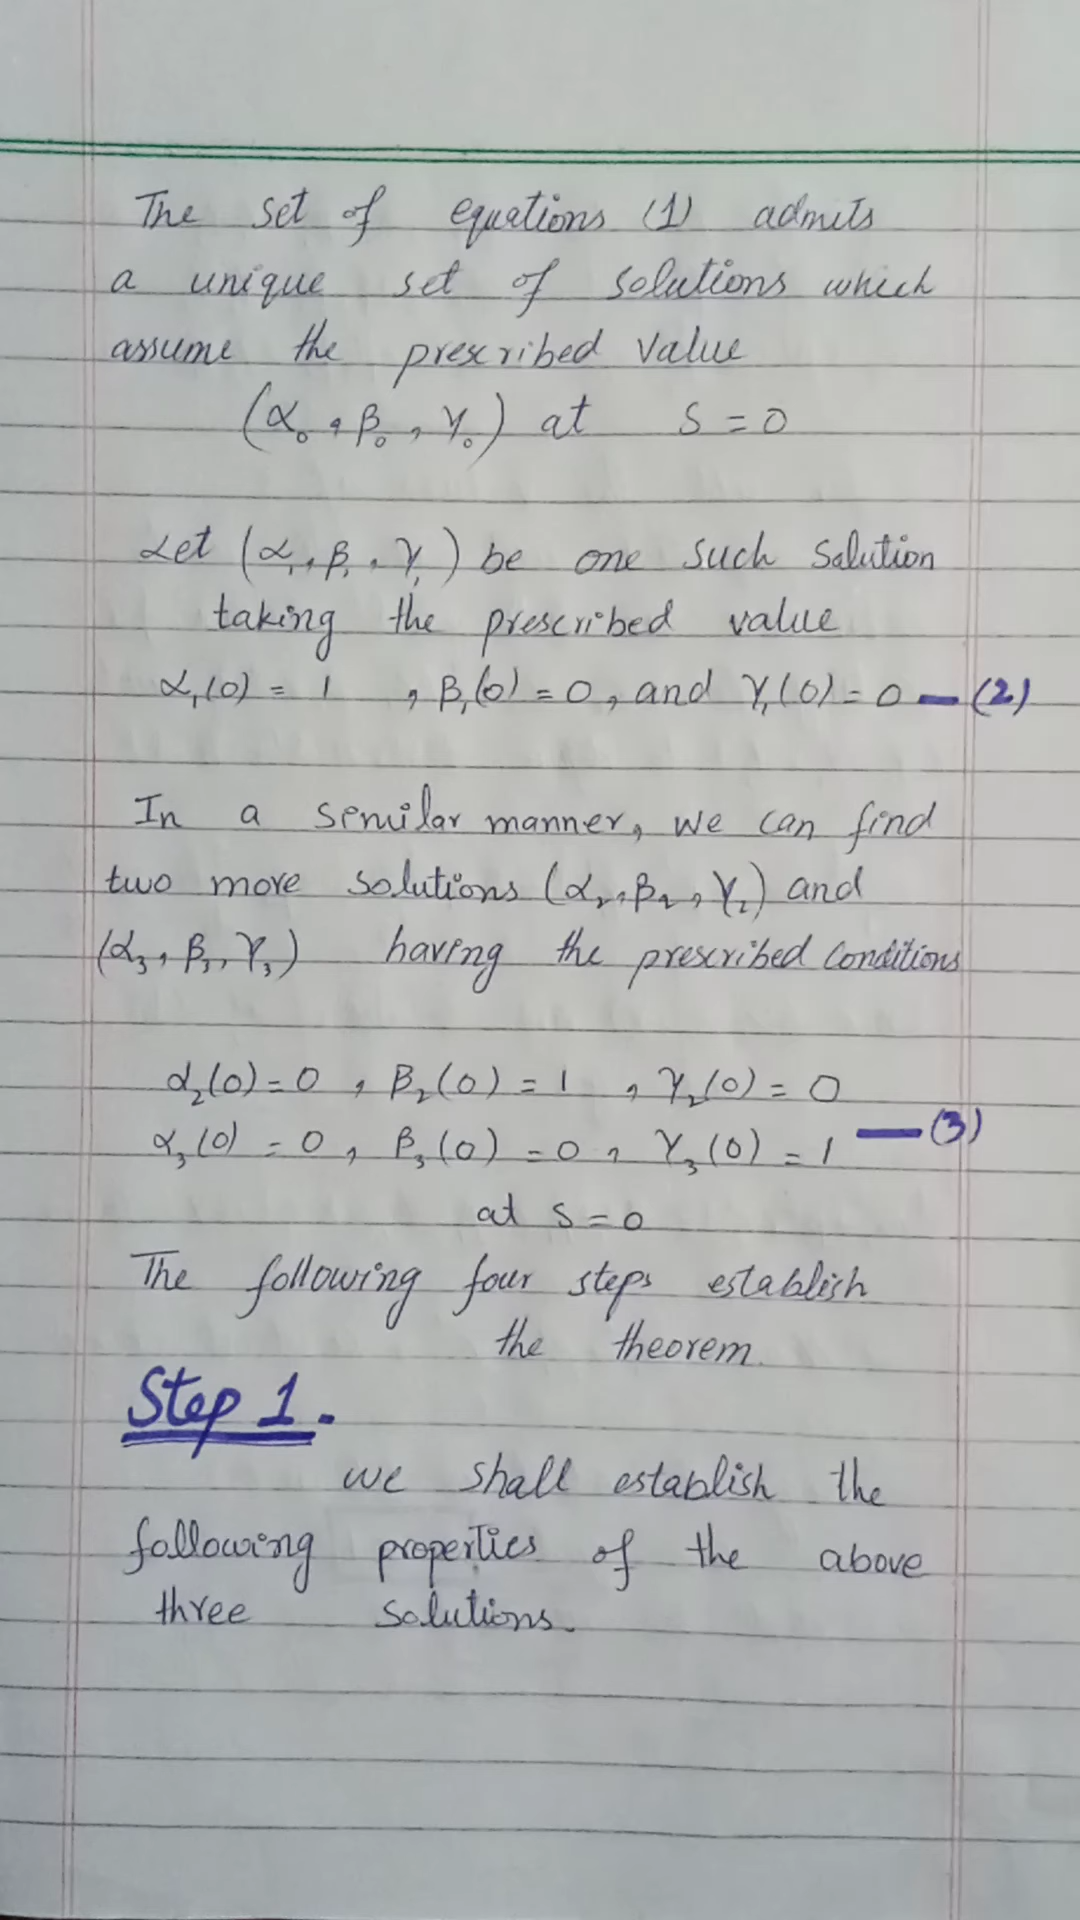 The set of equations (1) admits
a unique set of solutions which
assume the prescribed value
(α₀, β₀, γ₀) at S = 0
Let (α₁, β₁, γ₁) be one such Solution
taking the prescribed value
α₁(0) = 1 , β₁(0) = 0, and γ₁(0) = 0 — (2)
In a similar manner, we can find
two more solutions (α₂, β₂, γ₂) and
(α₃, β₃, γ₃) having the prescribed conditions
α₂(0) = 0 , β₂(0) = 1 , γ₂(0) = 0
α₃(0) = 0, β₃(0) = 0, γ₃(0) = 1 — (3)
at S = 0
The following four steps establish
the theorem.
Step 1.
we shall establish the
following properties of the above
three solutions.